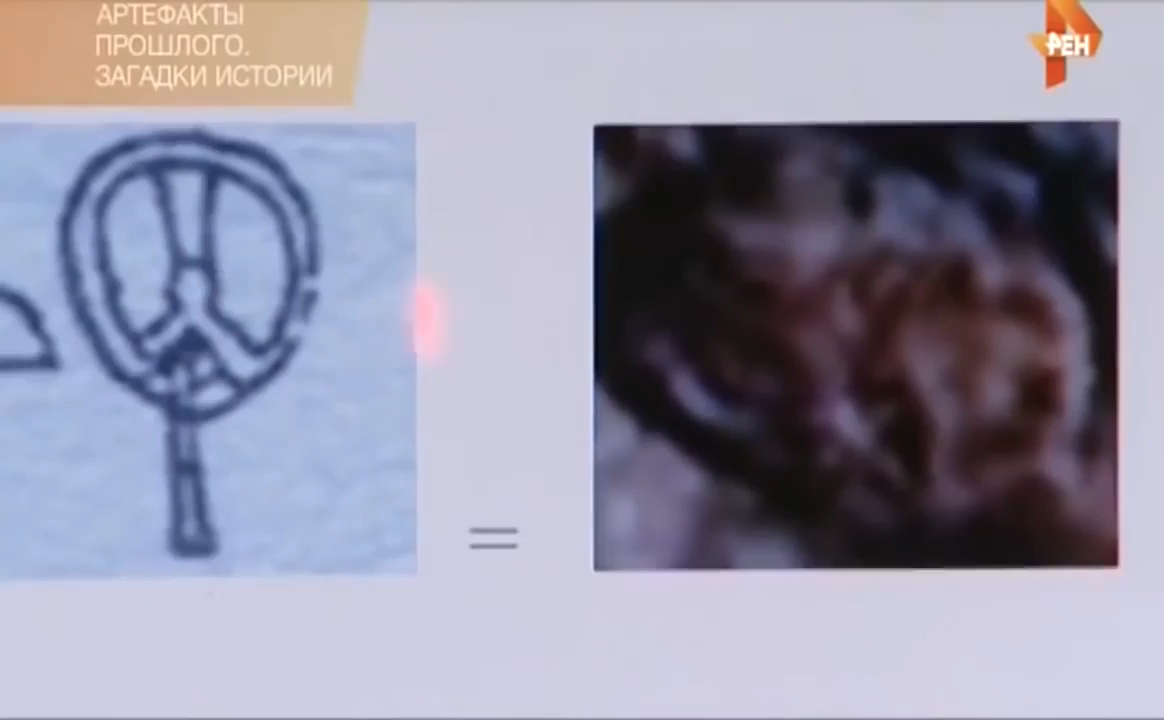 АРТЕФАКТЫ
ПРОШЛОГО.
ЗАГАДКИ ИСТОРИИ
РЕН
=